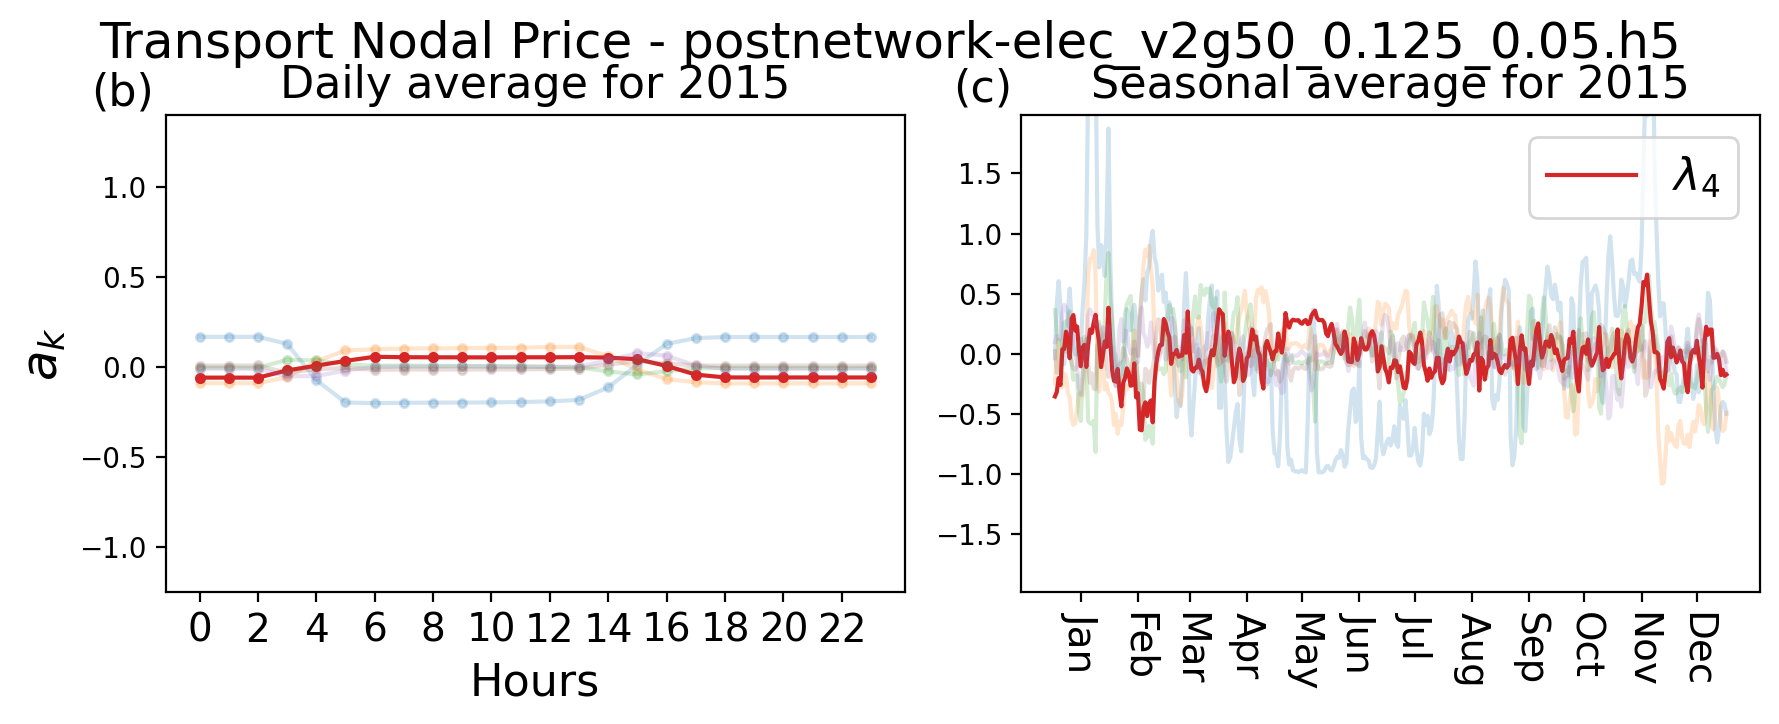 Transport Nodal Price - postnetwork-elec_v2g50_0.125_0.05.h5
(b)
Daily average for 2015
(c)
Seasonal average for 2015
1.0
0.5
0.0
−0.5
−1.0
a_k
0 2 4 6 8 10 12 14 16 18 20 22
Hours
1.5
1.0
0.5
0.0
−0.5
−1.0
−1.5
λ_4
Jan Feb Mar Apr May Jun Jul Aug Sep Oct Nov Dec